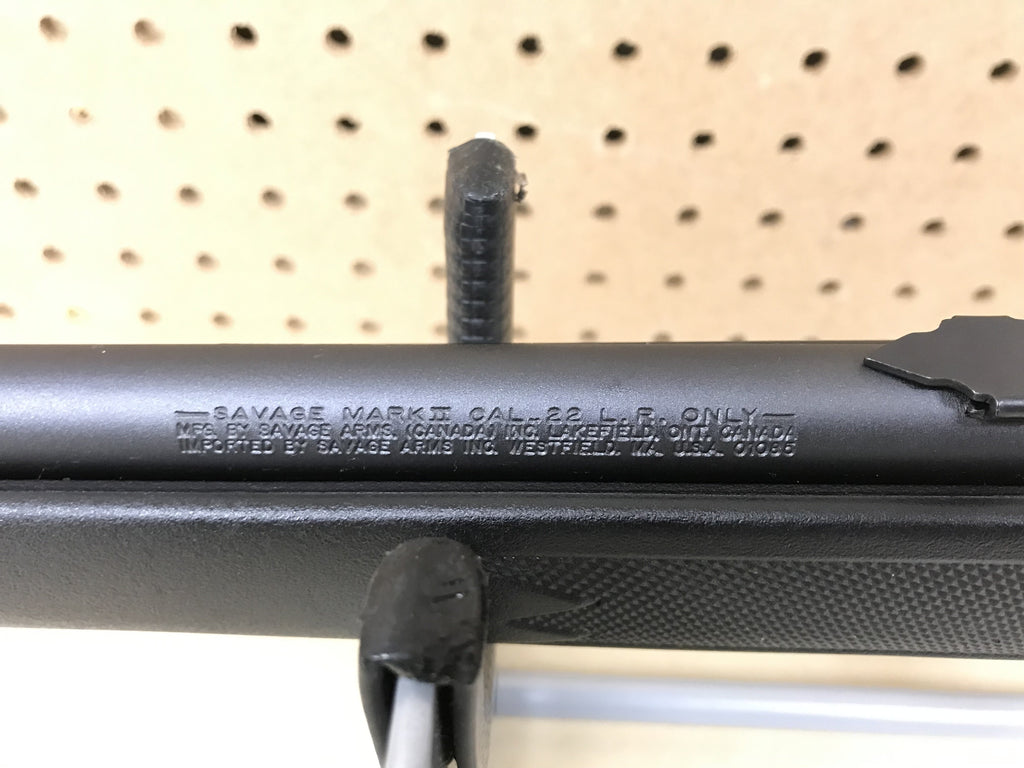 —SAVAGE MARK II CAL. 22 L. R. ONLY—
MFG. BY SAVAGE ARMS. (CANADA) INC. LAKEFIELD, ONT. CANADA
IMPORTED BY SAVAGE ARMS INC. WESTFIELD. MA. U.S.A. 01085